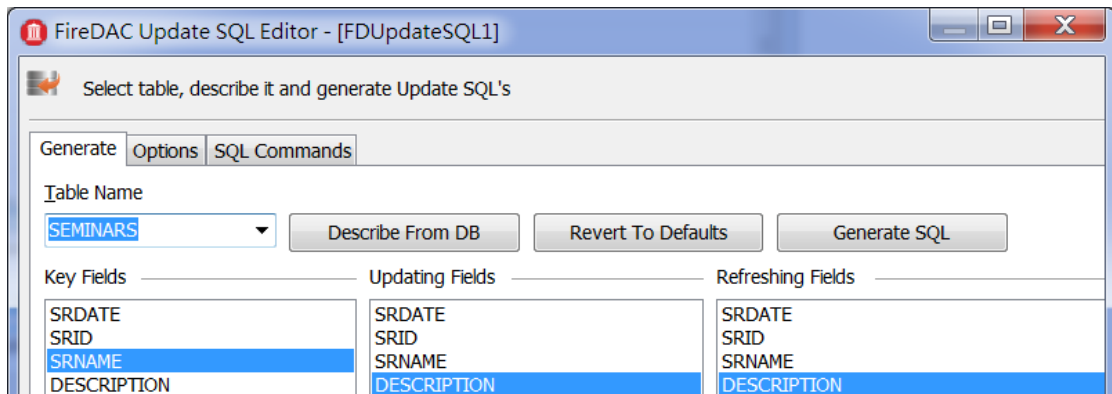 FireDAC Update SQL Editor - [FDUpdateSQL1]
Select table, describe it and generate Update SQL's
Generate Options SQL Commands
Table Name
SEMINARS Describe From DB Revert To Defaults Generate SQL
Key Fields Updating Fields Refreshing Fields
SRDATE SRDATE SRDATE
SRID SRID SRID
SRNAME SRNAME SRNAME
DESCRIPTION DESCRIPTION DESCRIPTION